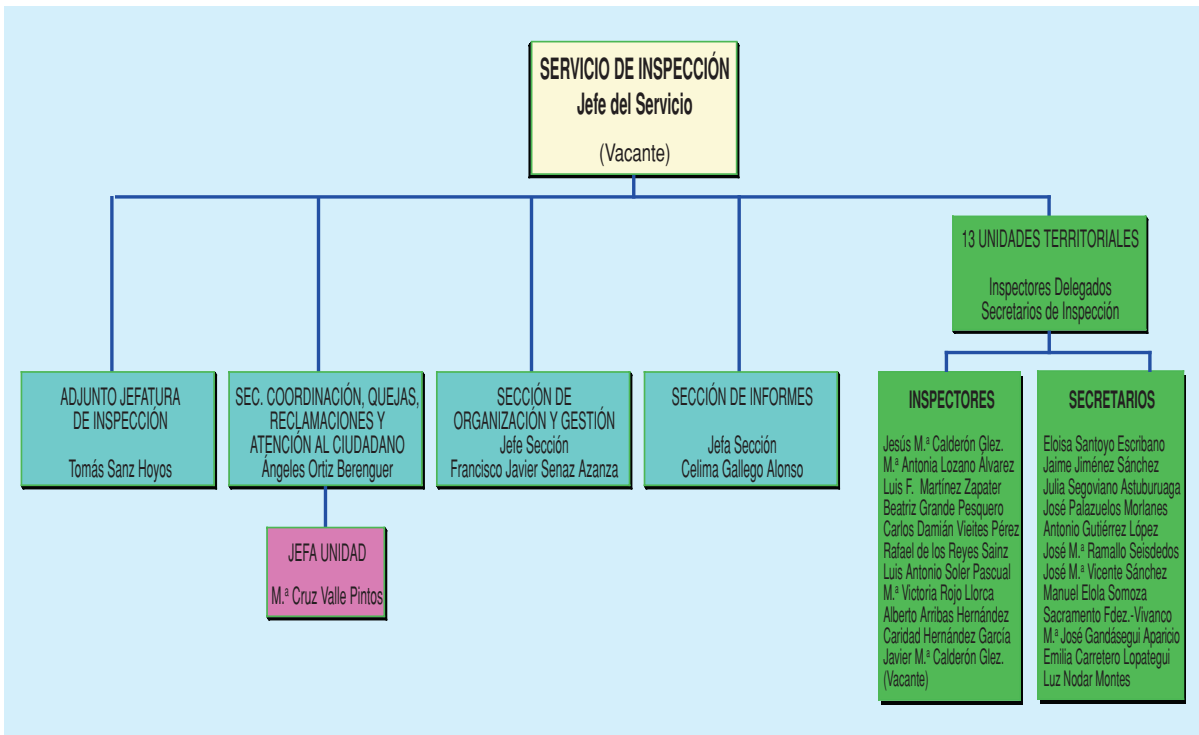 SERVICIO DE INSPECCIÓN
Jefe del Servicio
(Vacante)
13 UNIDADES TERRITORIALES
Inspectores Delegados
Secretarios de Inspección
ADJUNTO JEFATURA
DE INSPECCIÓN
Tomás Sanz Hoyos
SEC. COORDINACIÓN, QUEJAS,
RECLAMACIONES Y
ATENCIÓN AL CIUDADANO
Ángeles Ortiz Berenguer
SECCIÓN DE
ORGANIZACIÓN Y GESTIÓN
Jefe Sección
Francisco Javier Senaz Azanza
SECCIÓN DE INFORMES
Jefa Sección
Celima Gallego Alonso
JEFA UNIDAD
M.ª Cruz Valle Pintos
INSPECTORES
Jesús M.ª Calderón Glez.
M.ª Antonia Lozano Álvarez
Luis F. Martínez Zapater
Beatriz Grande Pesquero
Carlos Damián Vieites Pérez
Rafael de los Reyes Sainz
Luis Antonio Soler Pascual
M.ª Victoria Rojo Llorca
Alberto Arribas Hernández
Caridad Hernández García
Javier M.ª Calderón Glez.
(Vacante)
SECRETARIOS
Eloisa Santoyo Escribano
Jaime Jiménez Sánchez
Julia Segoviano Astuburuaga
José Palazuelos Morlanes
Antonio Gutiérrez López
José M.ª Ramallo Seisdedos
José M.ª Vicente Sánchez
Manuel Elola Somoza
Sacramento Fdez.-Vivanco
M.ª José Gandásegui Aparicio
Emilia Carretero Lopategui
Luz Nodar Montes